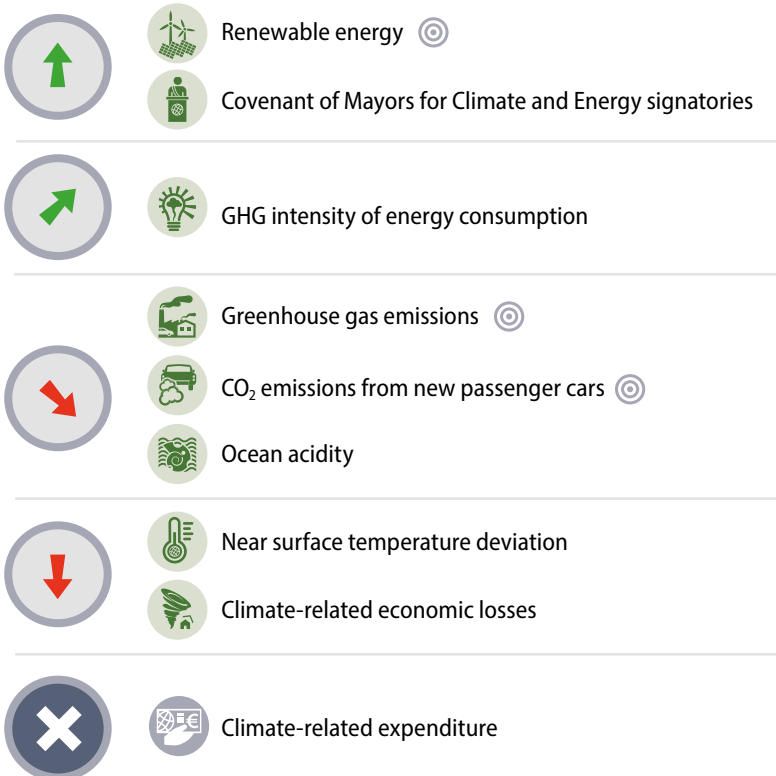 Renewable energy
Covenant of Mayors for Climate and Energy signatories
GHG intensity of energy consumption
Greenhouse gas emissions
CO₂ emissions from new passenger cars
Ocean acidity
Near surface temperature deviation
Climate-related economic losses
€
Climate-related expenditure